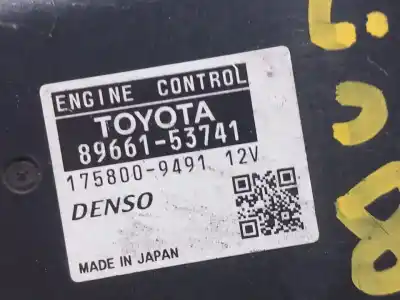 ENGINE CONTROL
TOYOTA
89661-53741
175800-9491 12V
DENSO
MADE IN JAPAN